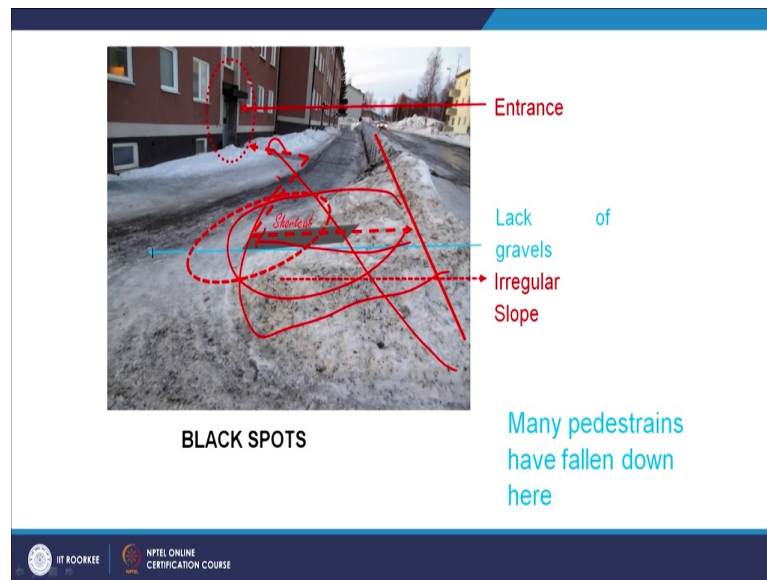 Entrance
Shortcut
Lack of
gravels
Irregular
Slope
BLACK SPOTS
Many pedestrains
have fallen down
here
IIT ROORKEE
NPTEL ONLINE
CERTIFICATION COURSE